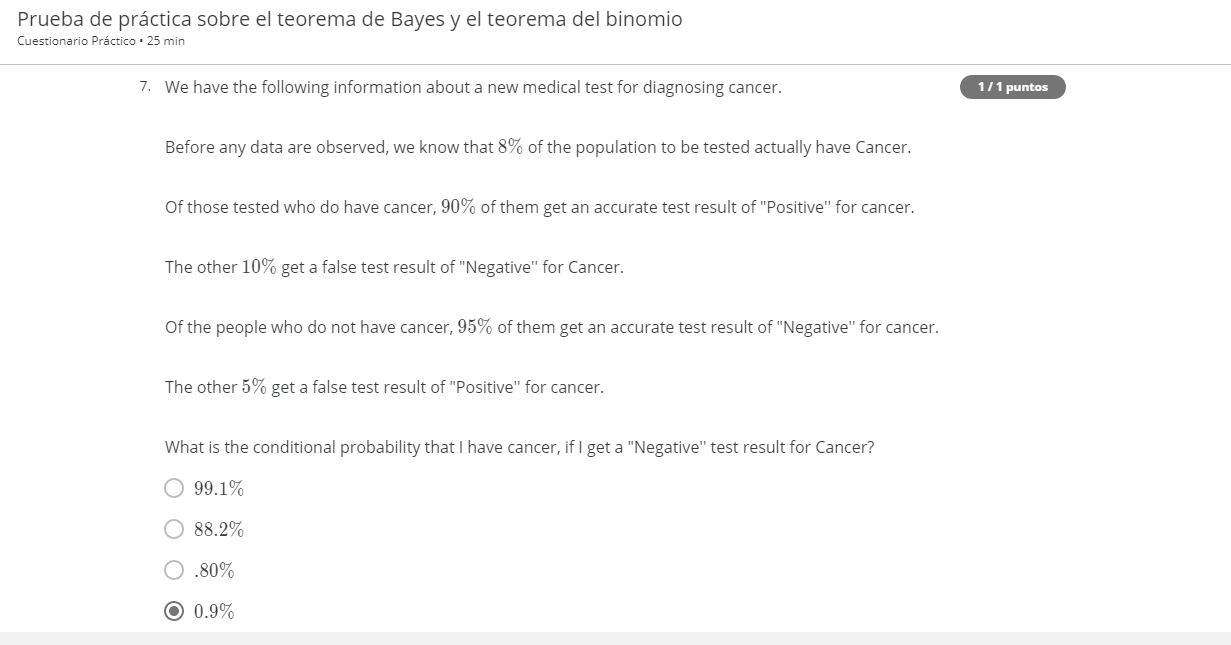 Prueba de práctica sobre el teorema de Bayes y el teorema del binomio
Cuestionario Práctico • 25 min
7. We have the following information about a new medical test for diagnosing cancer.
1 / 1 puntos
Before any data are observed, we know that 8% of the population to be tested actually have Cancer.
Of those tested who do have cancer, 90% of them get an accurate test result of "Positive" for cancer.
The other 10% get a false test result of "Negative" for Cancer.
Of the people who do not have cancer, 95% of them get an accurate test result of "Negative" for cancer.
The other 5% get a false test result of "Positive" for cancer.
What is the conditional probability that I have cancer, if I get a "Negative" test result for Cancer?
99.1%
88.2%
.80%
0.9%